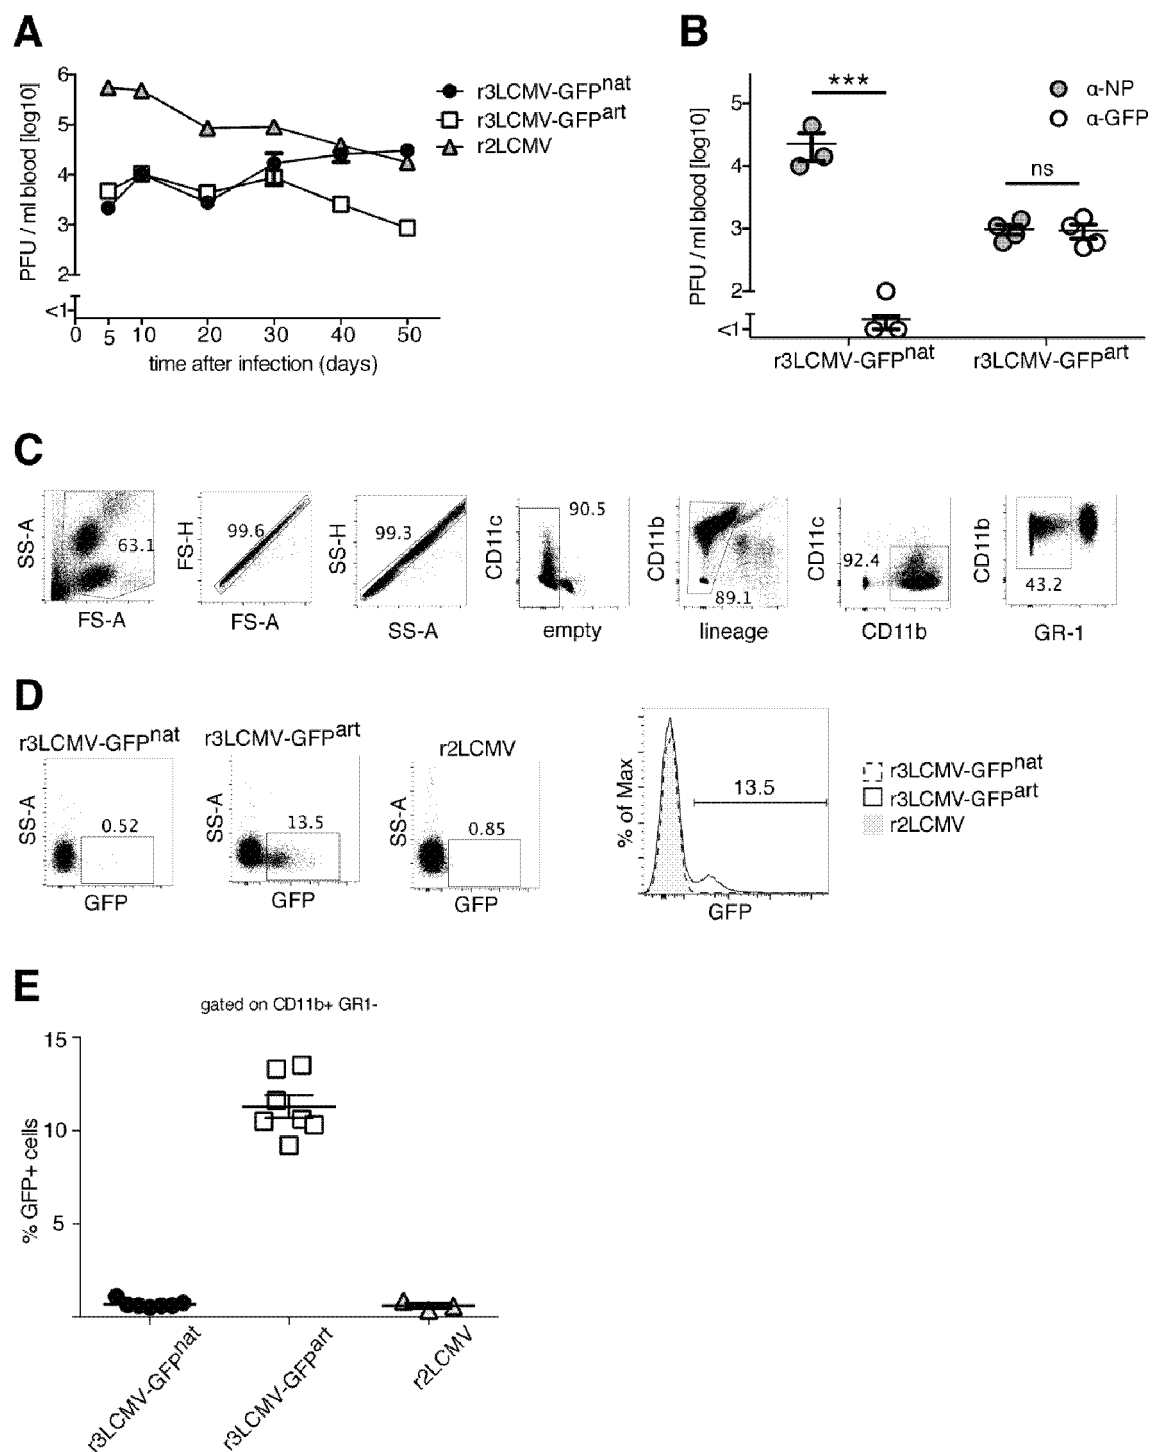 A
PFU / ml blood [log10]
6
5
4
3
2
<1
0 5 10 20 30 40 50
time after infection (days)
r3LCMV-GFPnat
r3LCMV-GFPart
r2LCMV
B
PFU / ml blood [log10]
5
4
3
2
<1
***
ns
α-NP
α-GFP
r3LCMV-GFPnat
r3LCMV-GFPart
C
SS-A
63.1
FS-A
FS-H
99.6
FS-A
SS-H
99.3
SS-A
CD11c
90.5
empty
CD11b
89.1
lineage
CD11c
92.4
CD11b
CD11b
43.2
GR-1
D
r3LCMV-GFPnat
SS-A
0.52
GFP
r3LCMV-GFPart
SS-A
13.5
GFP
r2LCMV
SS-A
0.85
GFP
% of Max
13.5
GFP
r3LCMV-GFPnat
r3LCMV-GFPart
r2LCMV
E
gated on CD11b+ GR1-
% GFP+ cells
15
10
5
r3LCMV-GFPnat
r3LCMV-GFPart
r2LCMV